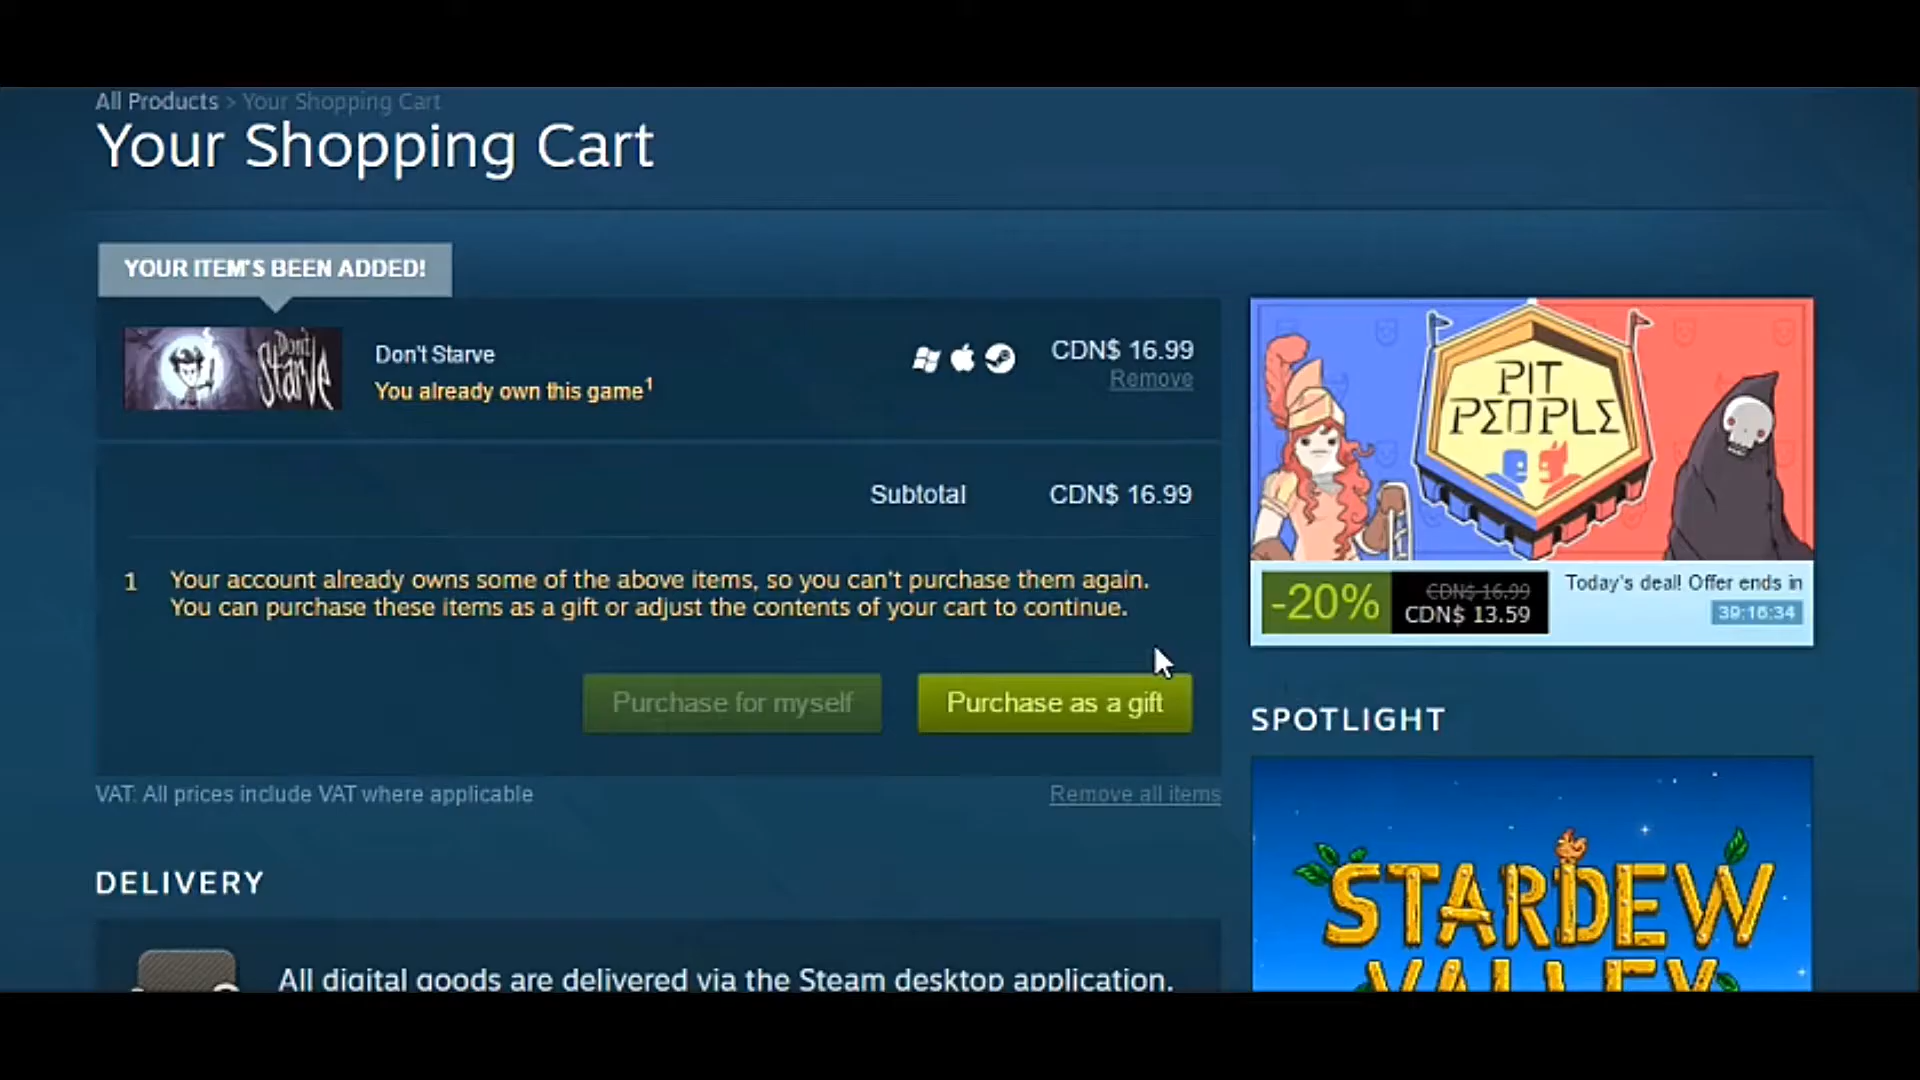 All Products > Your Shopping Cart
Your Shopping Cart
YOUR ITEM'S BEEN ADDED!
Don't Starve
Don't Starve
You already own this game1
CDN$ 16.99
Remove
Subtotal CDN$ 16.99
1 Your account already owns some of the above items, so you can't purchase them again.
You can purchase these items as a gift or adjust the contents of your cart to continue.
Purchase for myself
Purchase as a gift
VAT: All prices include VAT where applicable
Remove all items
DELIVERY
All digital goods are delivered via the Steam desktop application.
PIT
PEOPLE
-20%
CDN$ 16.99
CDN$ 13.59
Today's deal! Offer ends in
39:16:34
SPOTLIGHT
STARDEW
VALLEY